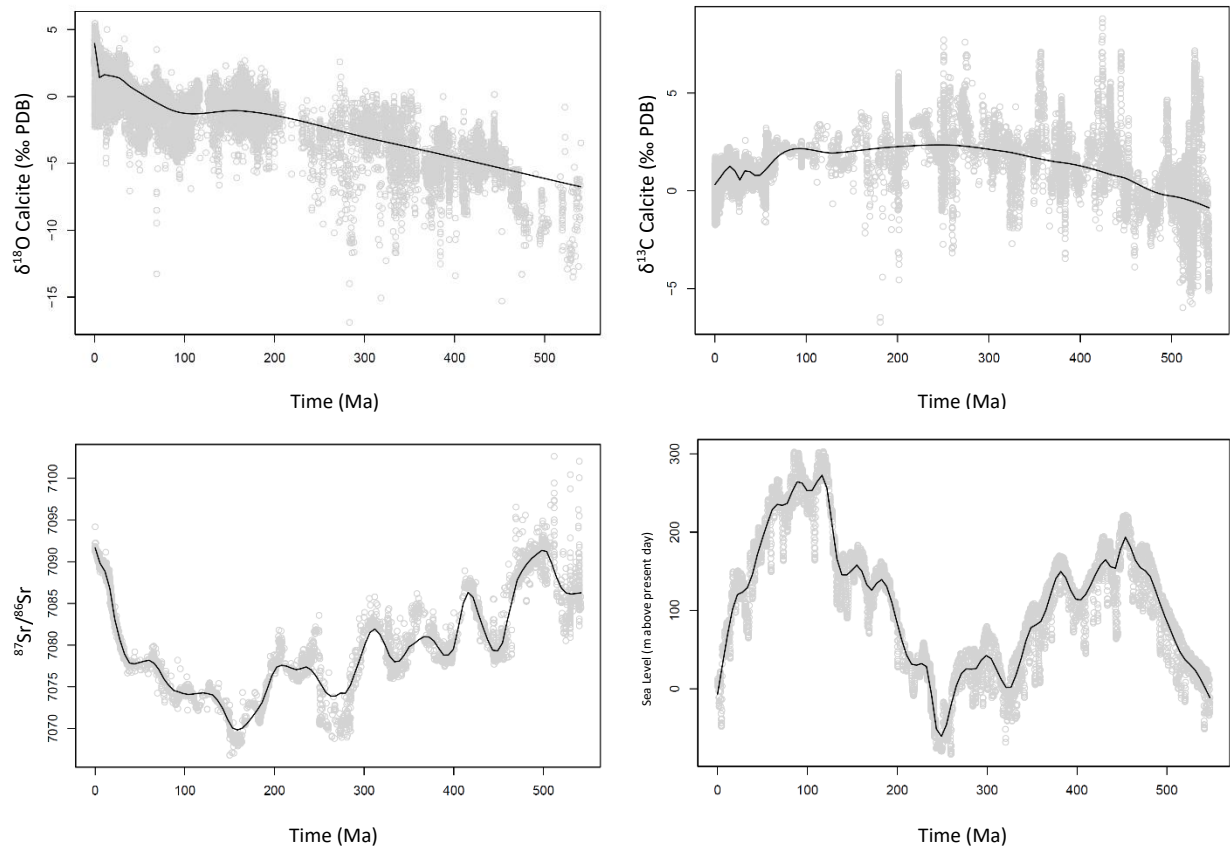 δ¹⁸O Calcite (‰ PDB)
5
0
−5
−10
−15
0 100 200 300 400 500
Time (Ma)
δ¹³C Calcite (‰ PDB)
5
0
−5
0 100 200 300 400 500
Time (Ma)
⁸⁷Sr/⁸⁶Sr
7100
7095
7090
7085
7080
7075
7070
0 100 200 300 400 500
Time (Ma)
Sea Level (m above present day)
300
200
100
0
0 100 200 300 400 500
Time (Ma)